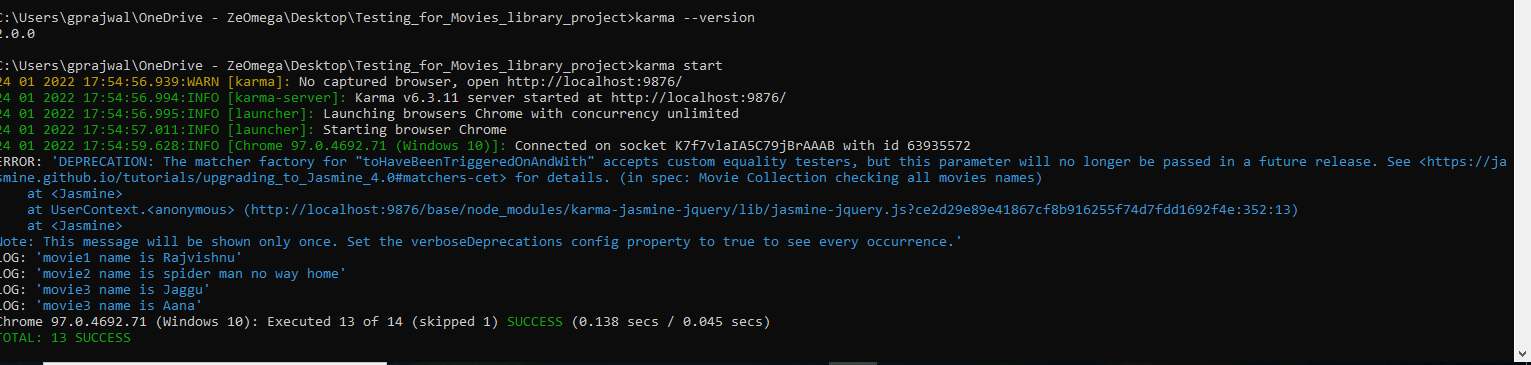 C:\Users\gprajwal\OneDrive - ZeOmega\Desktop\Testing_for_Movies_library_project>karma --version
2.0.0
C:\Users\gprajwal\OneDrive - ZeOmega\Desktop\Testing_for_Movies_library_project>karma start
24 01 2022 17:54:56.939:WARN [karma]: No captured browser, open http://localhost:9876/
24 01 2022 17:54:56.994:INFO [karma-server]: Karma v6.3.11 server started at http://localhost:9876/
24 01 2022 17:54:56.995:INFO [launcher]: Launching browsers Chrome with concurrency unlimited
24 01 2022 17:54:57.011:INFO [launcher]: Starting browser Chrome
24 01 2022 17:54:59.628:INFO [Chrome 97.0.4692.71 (Windows 10)]: Connected on socket K7f7vlaIA5C79jBrAAAB with id 63935572
ERROR: 'DEPRECATION: The matcher factory for "toHaveBeenTriggeredOnAndWith" accepts custom equality testers, but this parameter will no longer be passed in a future release. See <https://ja
smine.github.io/tutorials/upgrading_to_Jasmine_4.0#matchers-cet> for details. (in spec: Movie Collection checking all movies names)
at <Jasmine>
at UserContext.<anonymous> (http://localhost:9876/base/node_modules/karma-jasmine-jquery/lib/jasmine-jquery.js?ce2d29e89e41867cf8b916255f74d7fdd1692f4e:352:13)
at <Jasmine>
Note: This message will be shown only once. Set the verboseDeprecations config property to true to see every occurrence.'
LOG: 'movie1 name is Rajvishnu'
LOG: 'movie2 name is spider man no way home'
LOG: 'movie3 name is Jaggu'
LOG: 'movie3 name is Aana'
Chrome 97.0.4692.71 (Windows 10): Executed 13 of 14 (skipped 1) SUCCESS (0.138 secs / 0.045 secs)
TOTAL: 13 SUCCESS